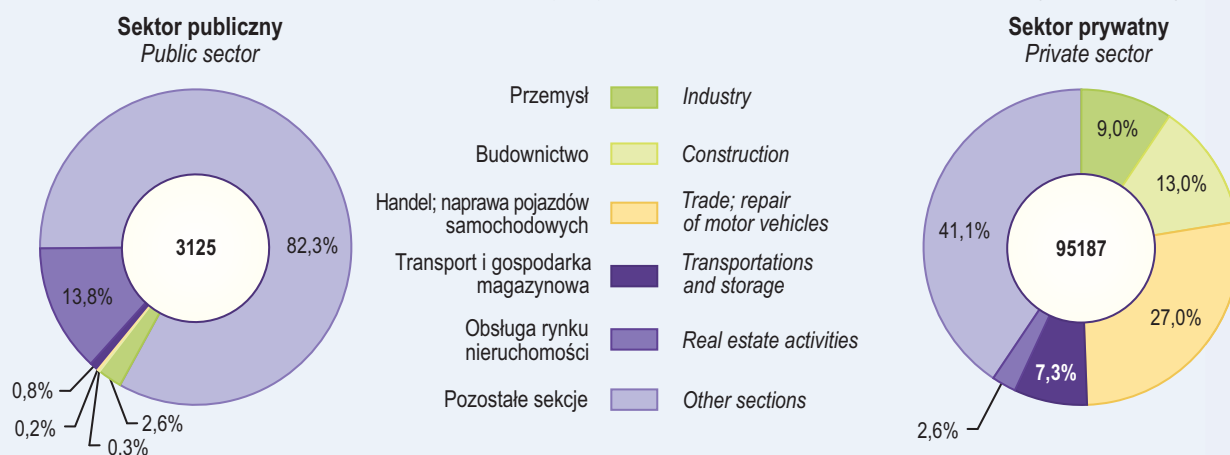 Sektor publiczny
Public sector
82,3%
3125
13,8%
0,8%
0,2%
0,3%
2,6%
Przemysł
Industry
Budownictwo
Construction
Handel; naprawa pojazdów
samochodowych
Trade; repair
of motor vehicles
Transport i gospodarka
magazynowa
Transportations
and storage
Obsługa rynku
nieruchomości
Real estate activities
Pozostałe sekcje
Other sections
Sektor prywatny
Private sector
9,0%
13,0%
41,1%
95187
27,0%
7,3%
2,6%